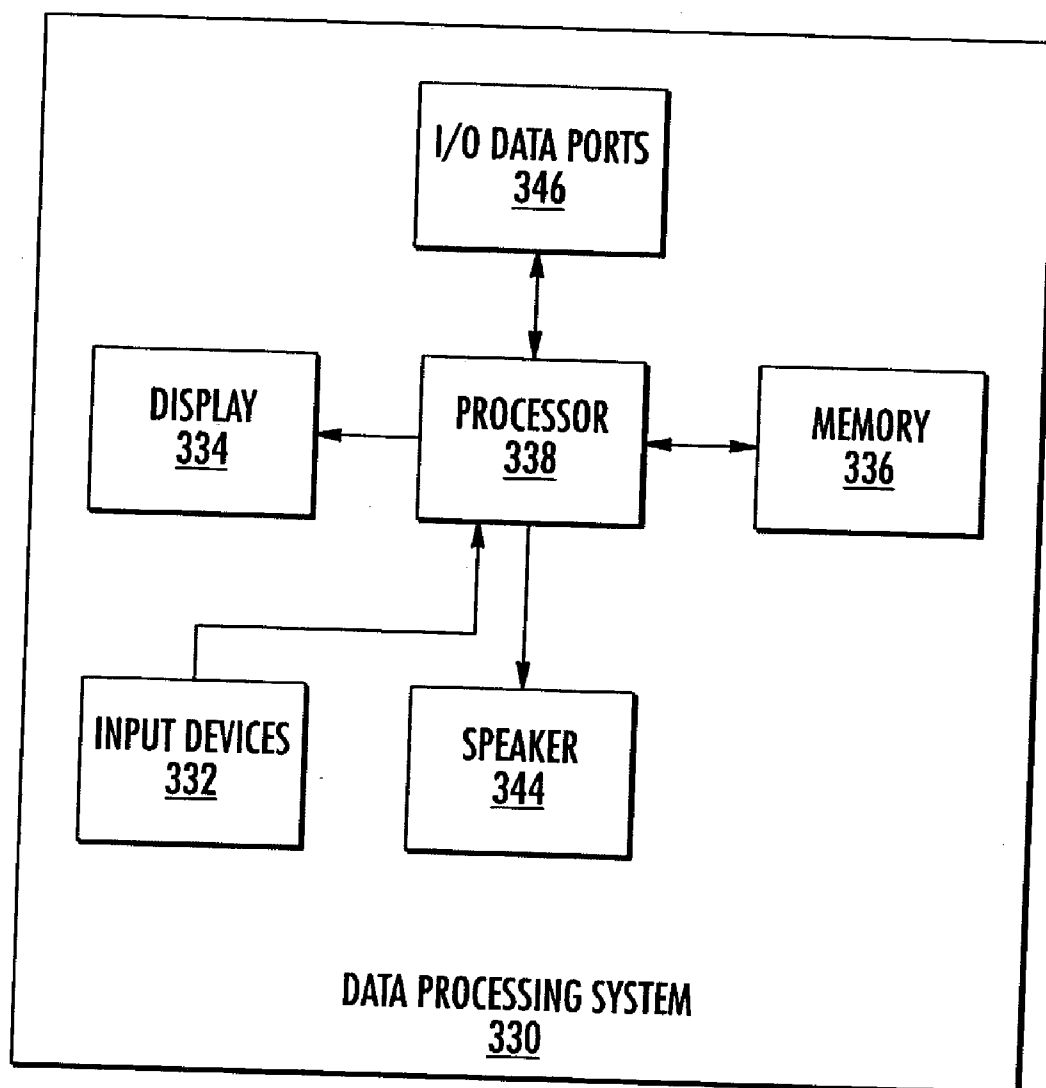 I/O DATA PORTS
346
DISPLAY
334
PROCESSOR
338
MEMORY
336
INPUT DEVICES
332
SPEAKER
344
DATA PROCESSING SYSTEM
330